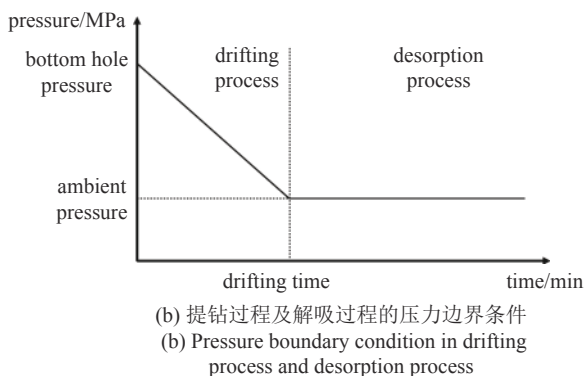 pressure/MPa
bottom hole
pressure
drifting
process
desorption
process
ambient
pressure
drifting time
time/min
(b) 提钻过程及解吸过程的压力边界条件
(b) Pressure boundary condition in drifting
process and desorption process